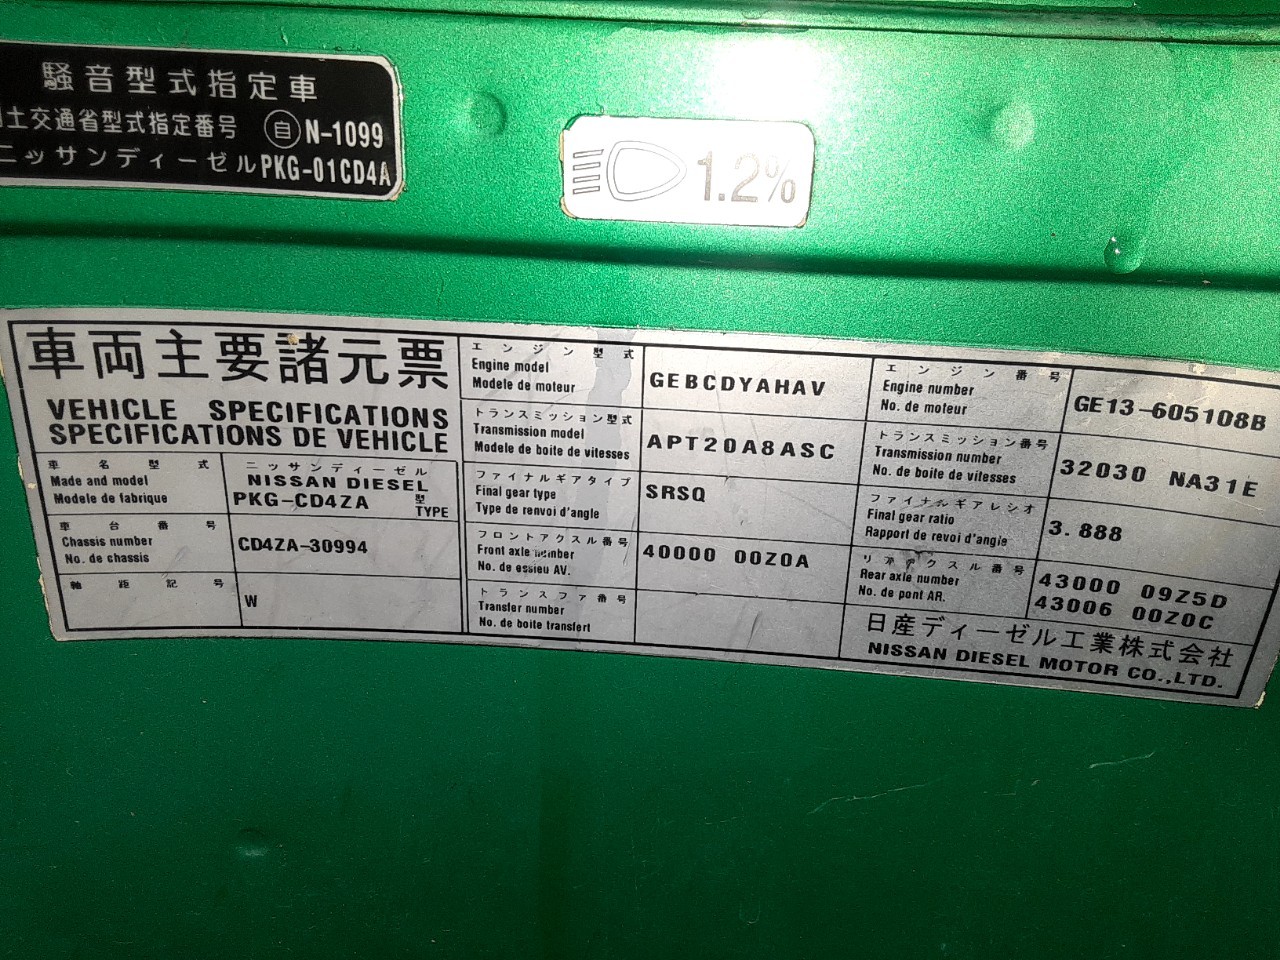 騒音型式指定車
土交通省型式指定番号 自 N-1099
ニッサンディーゼル PKG-01CD4A
1.2%
車両主要諸元票
VEHICLE SPECIFICATIONS
SPECIFICATIONS DE VEHICLE
車名型式
Made and model
Modele de fabrique
ニッサンディーゼル
NISSAN DIESEL
PKG-CD4ZA
型
TYPE
車台番号
Chassis number
No. de chassis
CD4ZA-30994
軸距記号
W
エンジン型式
Engine model
Modele de moteur
GEBCDYAHAV
トランスミッション型式
Transmission model
Modele de boite de vitesses
APT20A8ASC
ファイナルギアタイプ
Final gear type
Type de renvoi d'angle
SRSQ
フロントアクスル番号
Front axle number
No. de essieu AV.
40000 00Z0A
トランスファ番号
Transfer number
No. de boite transfert
エンジン番号
Engine number
No. de moteur
GE13-605108B
トランスミッション番号
Transmission number
No. de boite de vitesses
32030 NA31E
ファイナルギアレシオ
Final gear ratio
Rapport de revoi d'angle
3.888
リヤアクスル番号
Rear axle number
No. de pont AR.
43000 09Z5D
43006 00Z0C
日産ディーゼル工業株式会社
NISSAN DIESEL MOTOR CO.,LTD.